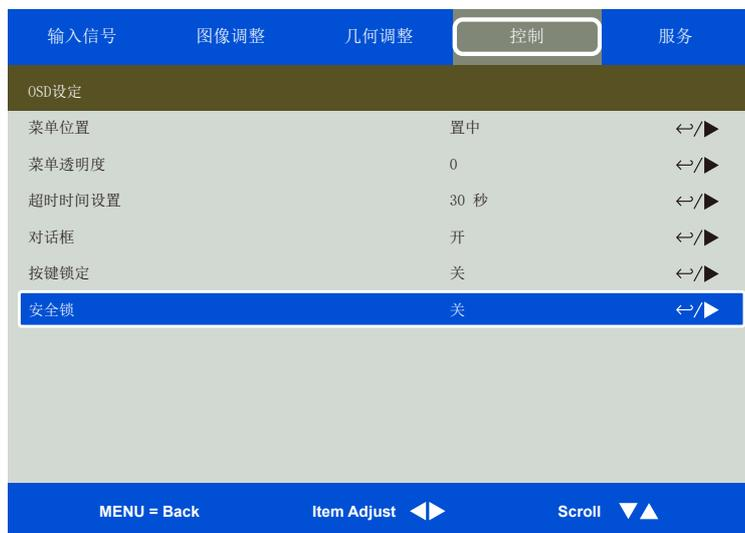 输入信号 图像调整 几何调整 控制 服务
OSD设定
菜单位置 置中 ↩/▶
菜单透明度 0 ↩/▶
超时时间设置 30 秒 ↩/▶
对话框 开 ↩/▶
按键锁定 关 ↩/▶
安全锁 关 ↩/▶
MENU = Back Item Adjust ◀▶ Scroll ▼▲